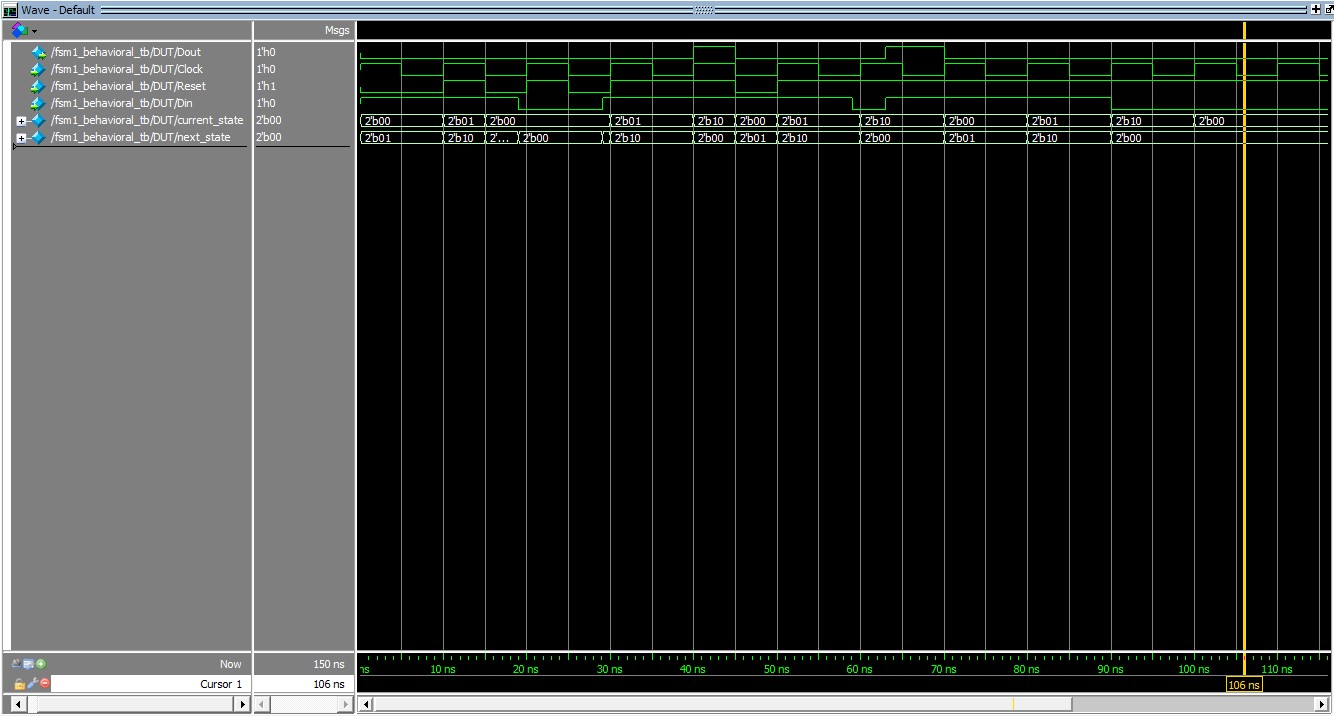 Wave - Default
Msgs
/fsm1_behavioral_tb/DUT/Dout 1'h0
/fsm1_behavioral_tb/DUT/Clock 1'h0
/fsm1_behavioral_tb/DUT/Reset 1'h1
/fsm1_behavioral_tb/DUT/Din 1'h0
/fsm1_behavioral_tb/DUT/current_state 2'b00 2'b00 2'b01 2'b00 2'b01 2'b10 2'b00 2'b01 2'b10 2'b00 2'b01 2'b10 2'b00
/fsm1_behavioral_tb/DUT/next_state 2'b00 2'b01 2'b10 2'... 2'b00 2'b10 2'b00 2'b01 2'b10 2'b00 2'b01 2'b10 2'b00
Now 150 ns ns 10 ns 20 ns 30 ns 40 ns 50 ns 60 ns 70 ns 80 ns 90 ns 100 ns 110 ns
Cursor 1 106 ns 106 ns